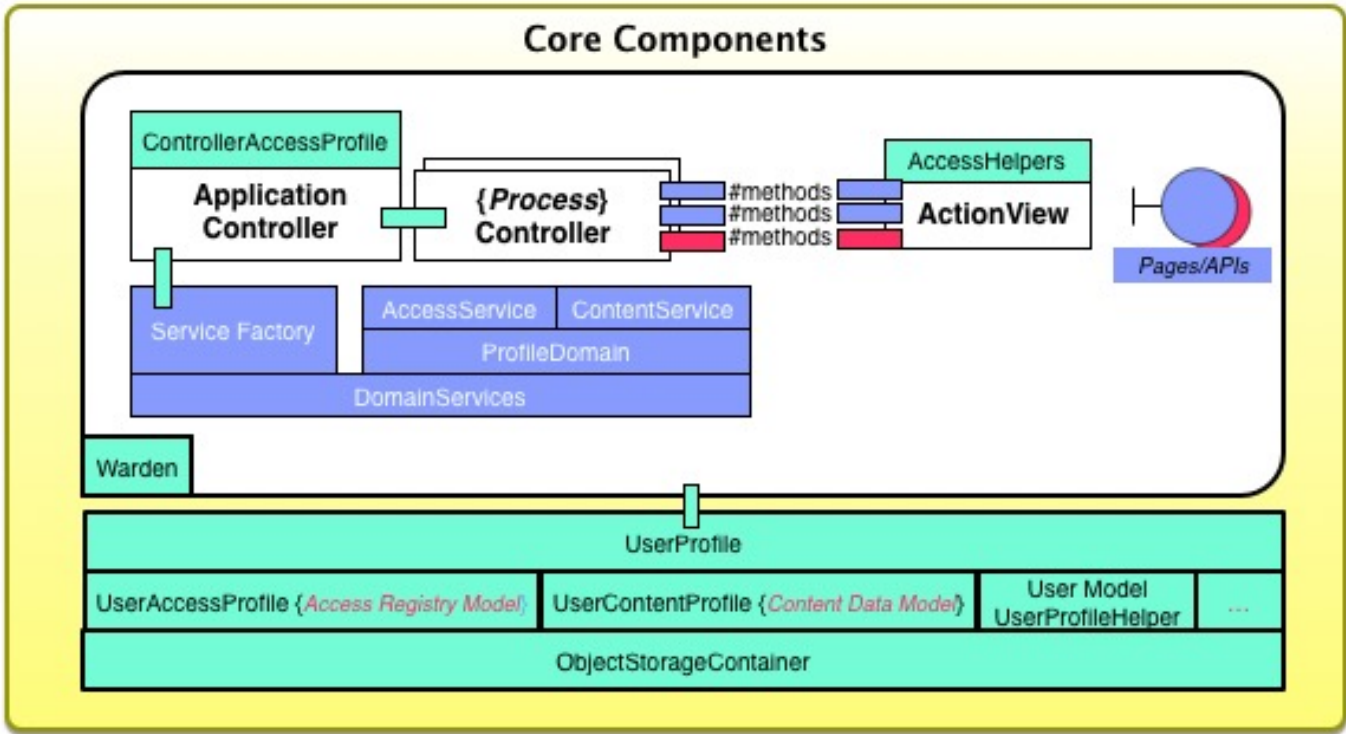 Core Components
ControllerAccessProfile
Application
Controller
{Process}
Controller
#methods
#methods
#methods
AccessHelpers
ActionView
Pages/APIs
Service Factory
AccessService
ContentService
ProfileDomain
DomainServices
Warden
UserProfile
UserAccessProfile {Access Registry Model}
UserContentProfile {Content Data Model}
User Model
UserProfileHelper
...
ObjectStorageContainer